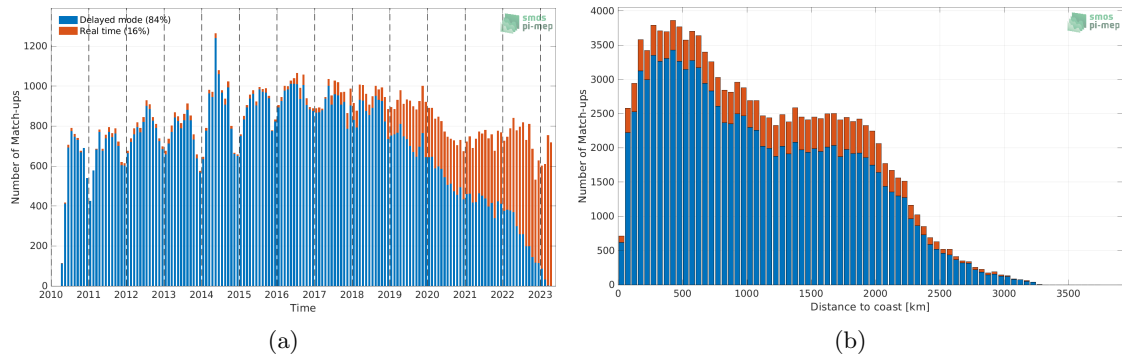 smos
pi-mep
Delayed mode (84%)
Real time (16%)
Number of Match-ups
1200
1000
800
600
400
200
0
2010 2011 2012 2013 2014 2015 2016 2017 2018 2019 2020 2021 2022 2023
Time
(a)
smos
pi-mep
Number of Match-ups
4000
3500
3000
2500
2000
1500
1000
500
0
0 500 1000 1500 2000 2500 3000 3500
Distance to coast [km]
(b)